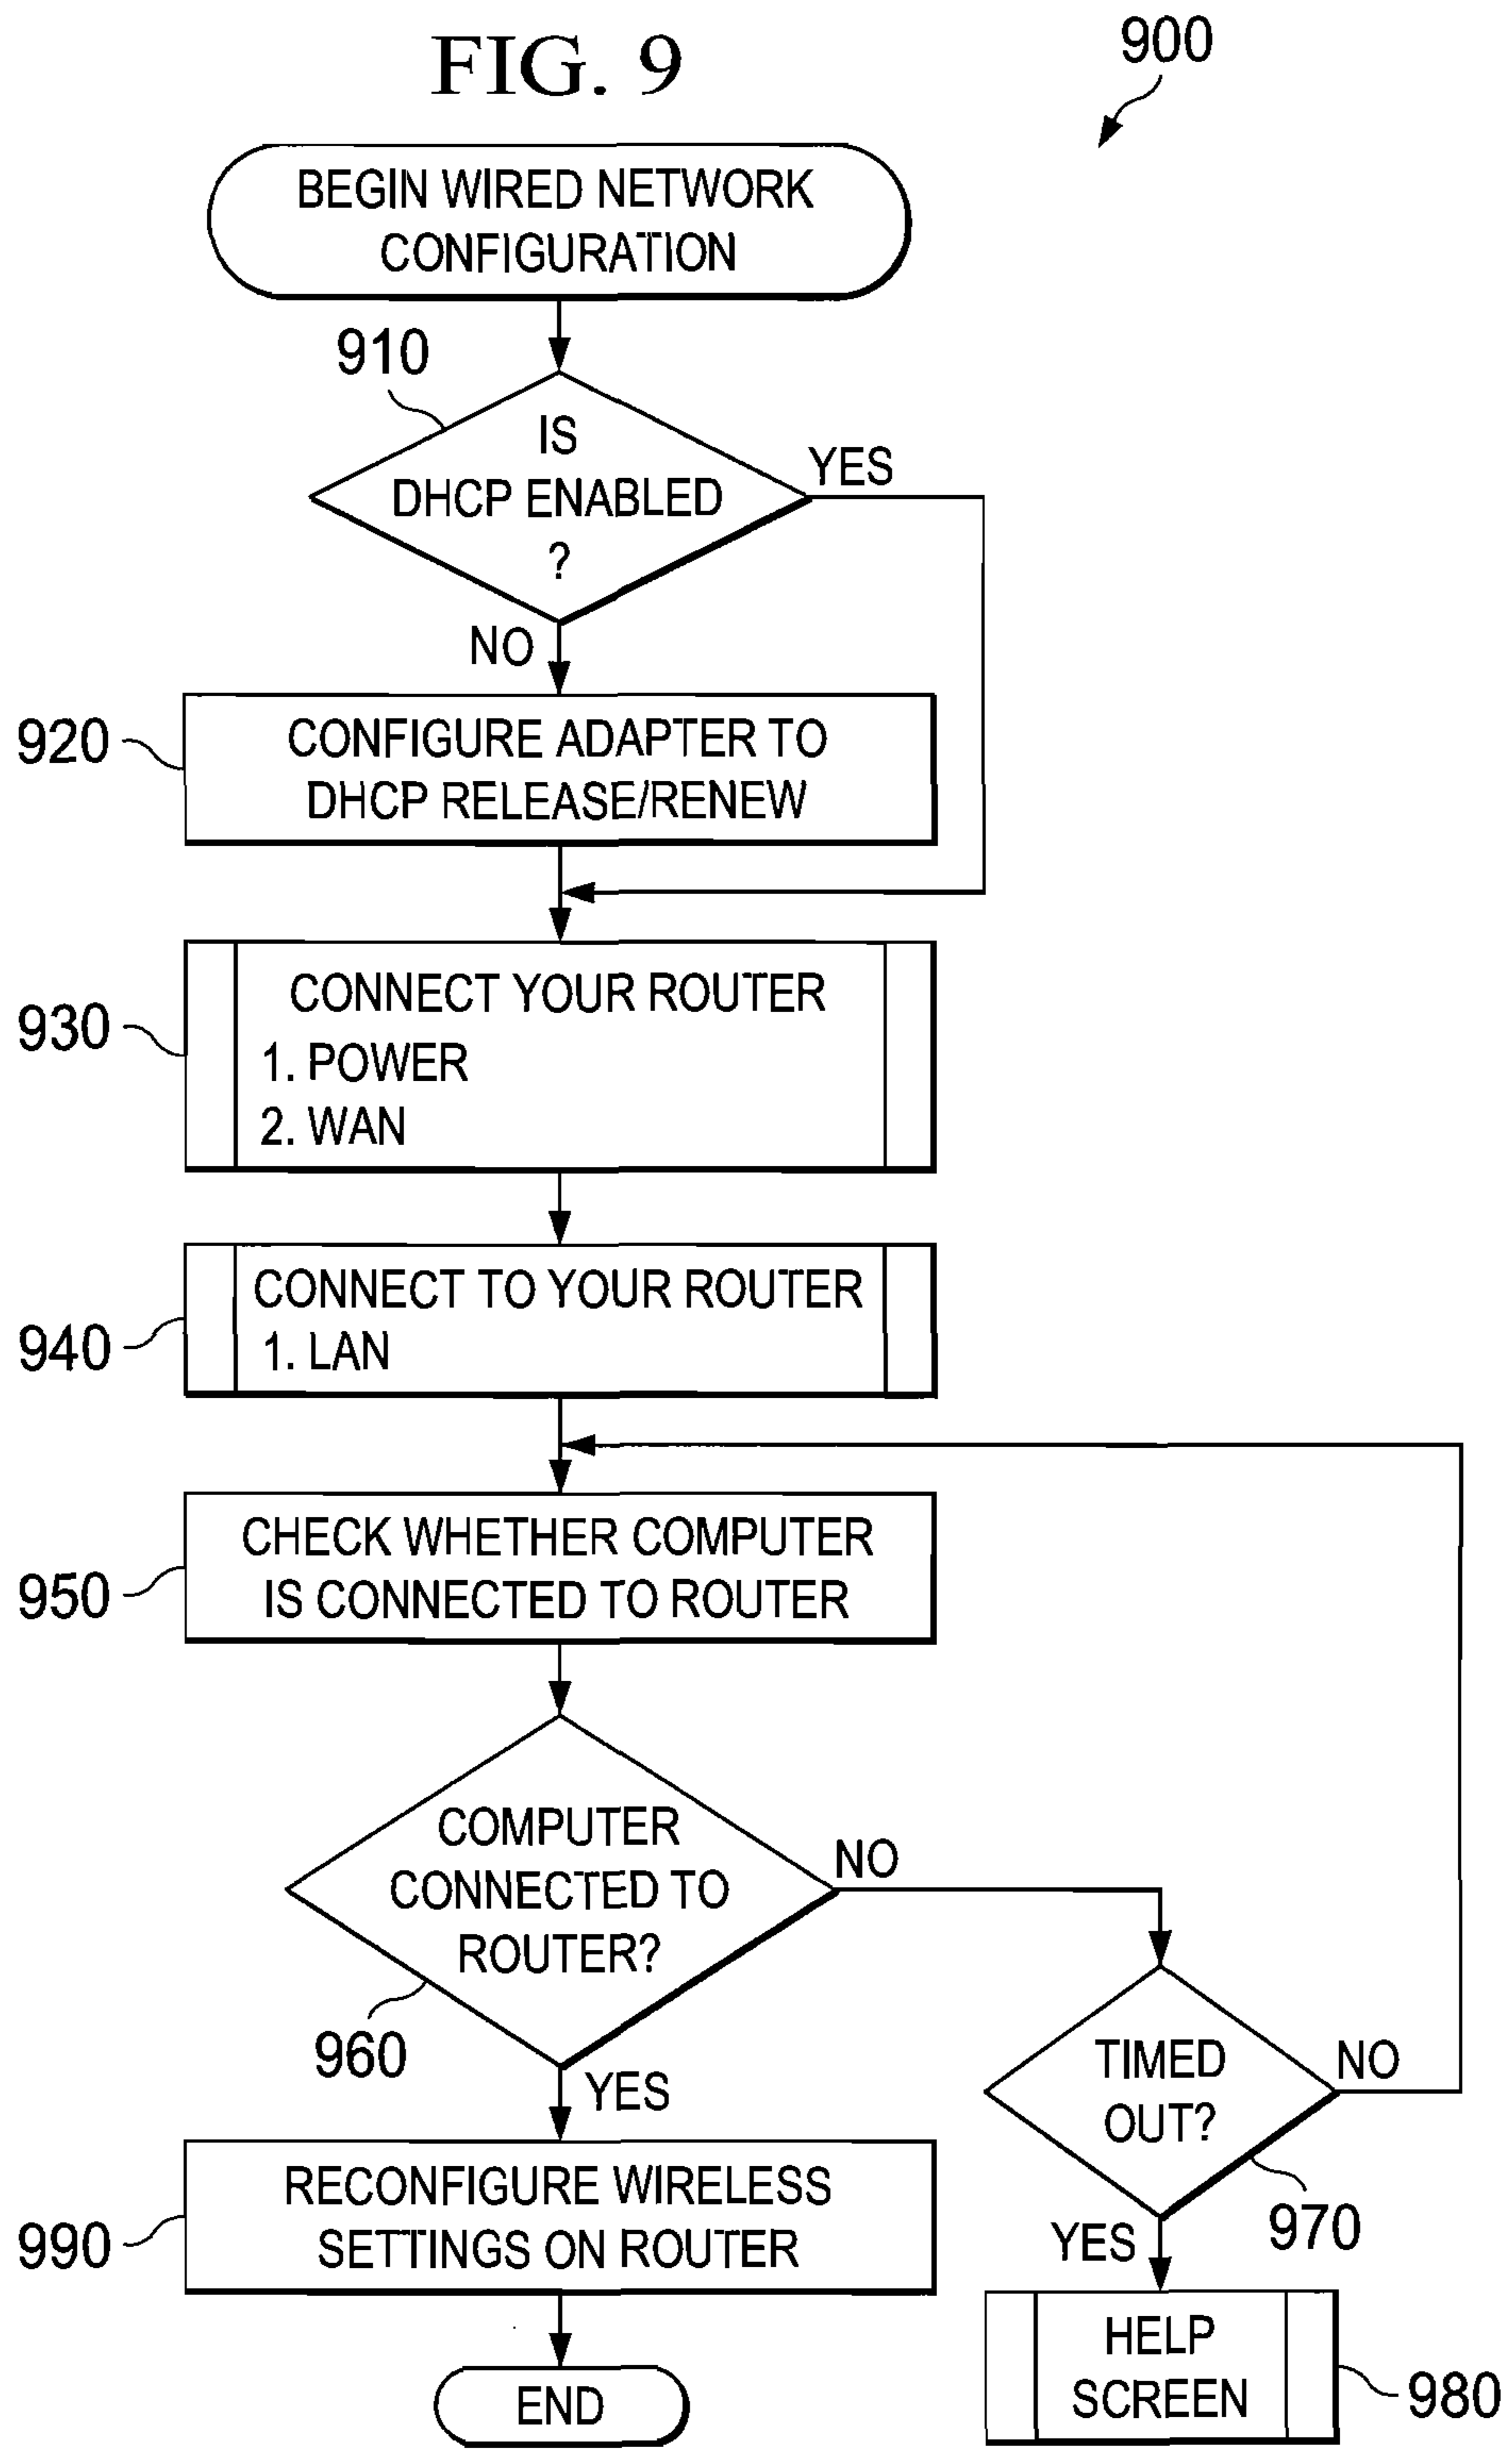 FIG. 9
900
BEGIN WIRED NETWORK
CONFIGURATION
910
IS
DHCP ENABLED
?
YES
NO
920
CONFIGURE ADAPTER TO
DHCP RELEASE/RENEW
930
CONNECT YOUR ROUTER
1. POWER
2. WAN
940
CONNECT TO YOUR ROUTER
1. LAN
950
CHECK WHETHER COMPUTER
IS CONNECTED TO ROUTER
COMPUTER
CONNECTED TO
ROUTER?
NO
960
YES
TIMED
OUT?
NO
970
YES
990
RECONFIGURE WIRELESS
SETTINGS ON ROUTER
HELP
SCREEN
980
END